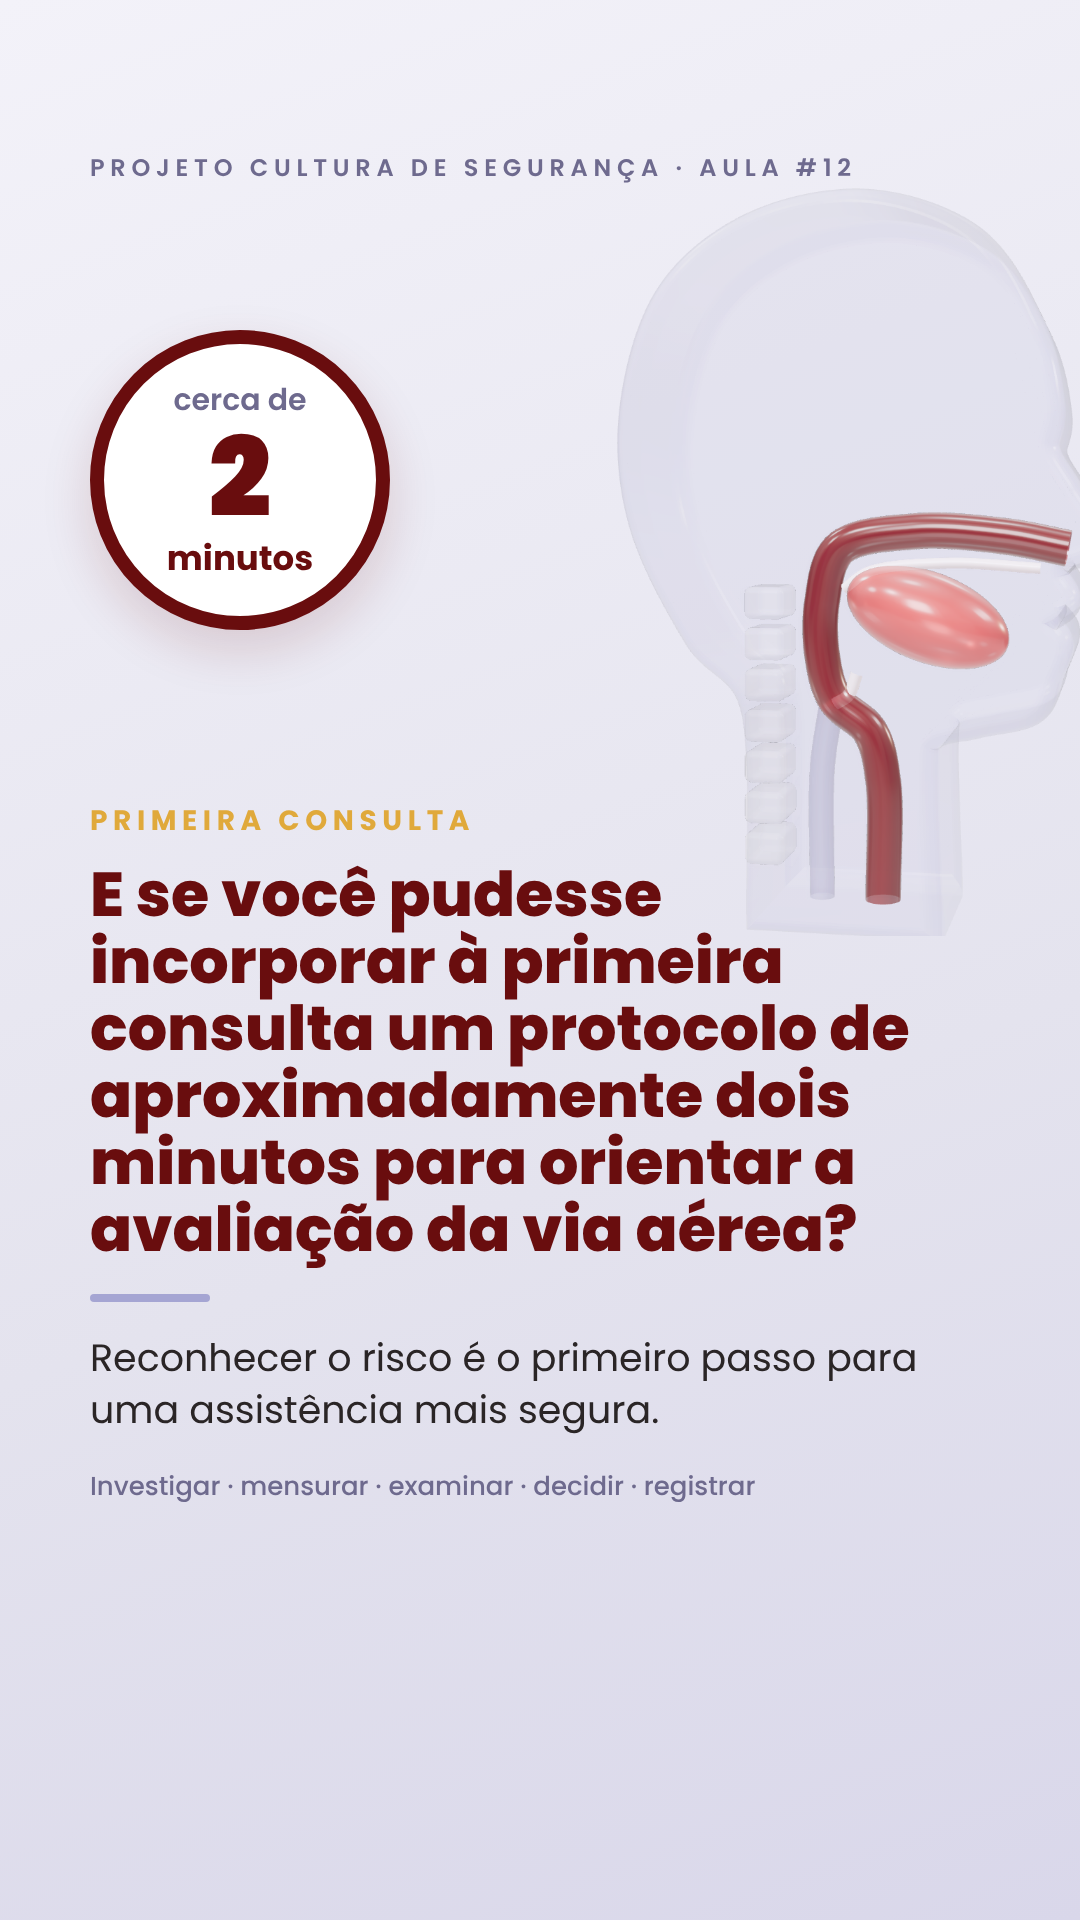 PROJETO CULTURA DE SEGURANÇA · AULA #12
cerca de
2
minutos
PRIMEIRA CONSULTA
E se você pudesse
incorporar à primeira
consulta um protocolo de
aproximadamente dois
minutos para orientar a
avaliação da via aérea?
Reconhecer o risco é o primeiro passo para
uma assistência mais segura.
Investigar · mensurar · examinar · decidir · registrar